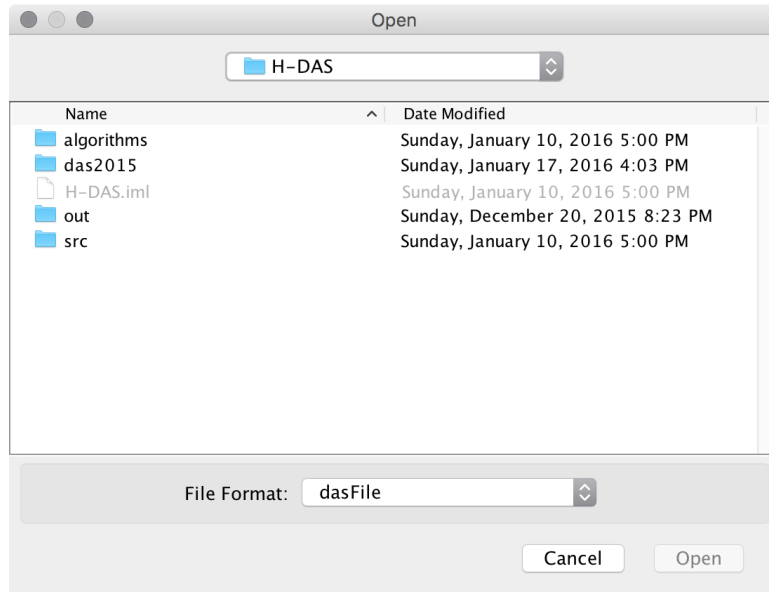 Open
H-DAS
Name Date Modified
algorithms Sunday, January 10, 2016 5:00 PM
das2015 Sunday, January 17, 2016 4:03 PM
H-DAS.iml Sunday, January 10, 2016 5:00 PM
out Sunday, December 20, 2015 8:23 PM
src Sunday, January 10, 2016 5:00 PM
File Format: dasFile
Cancel Open